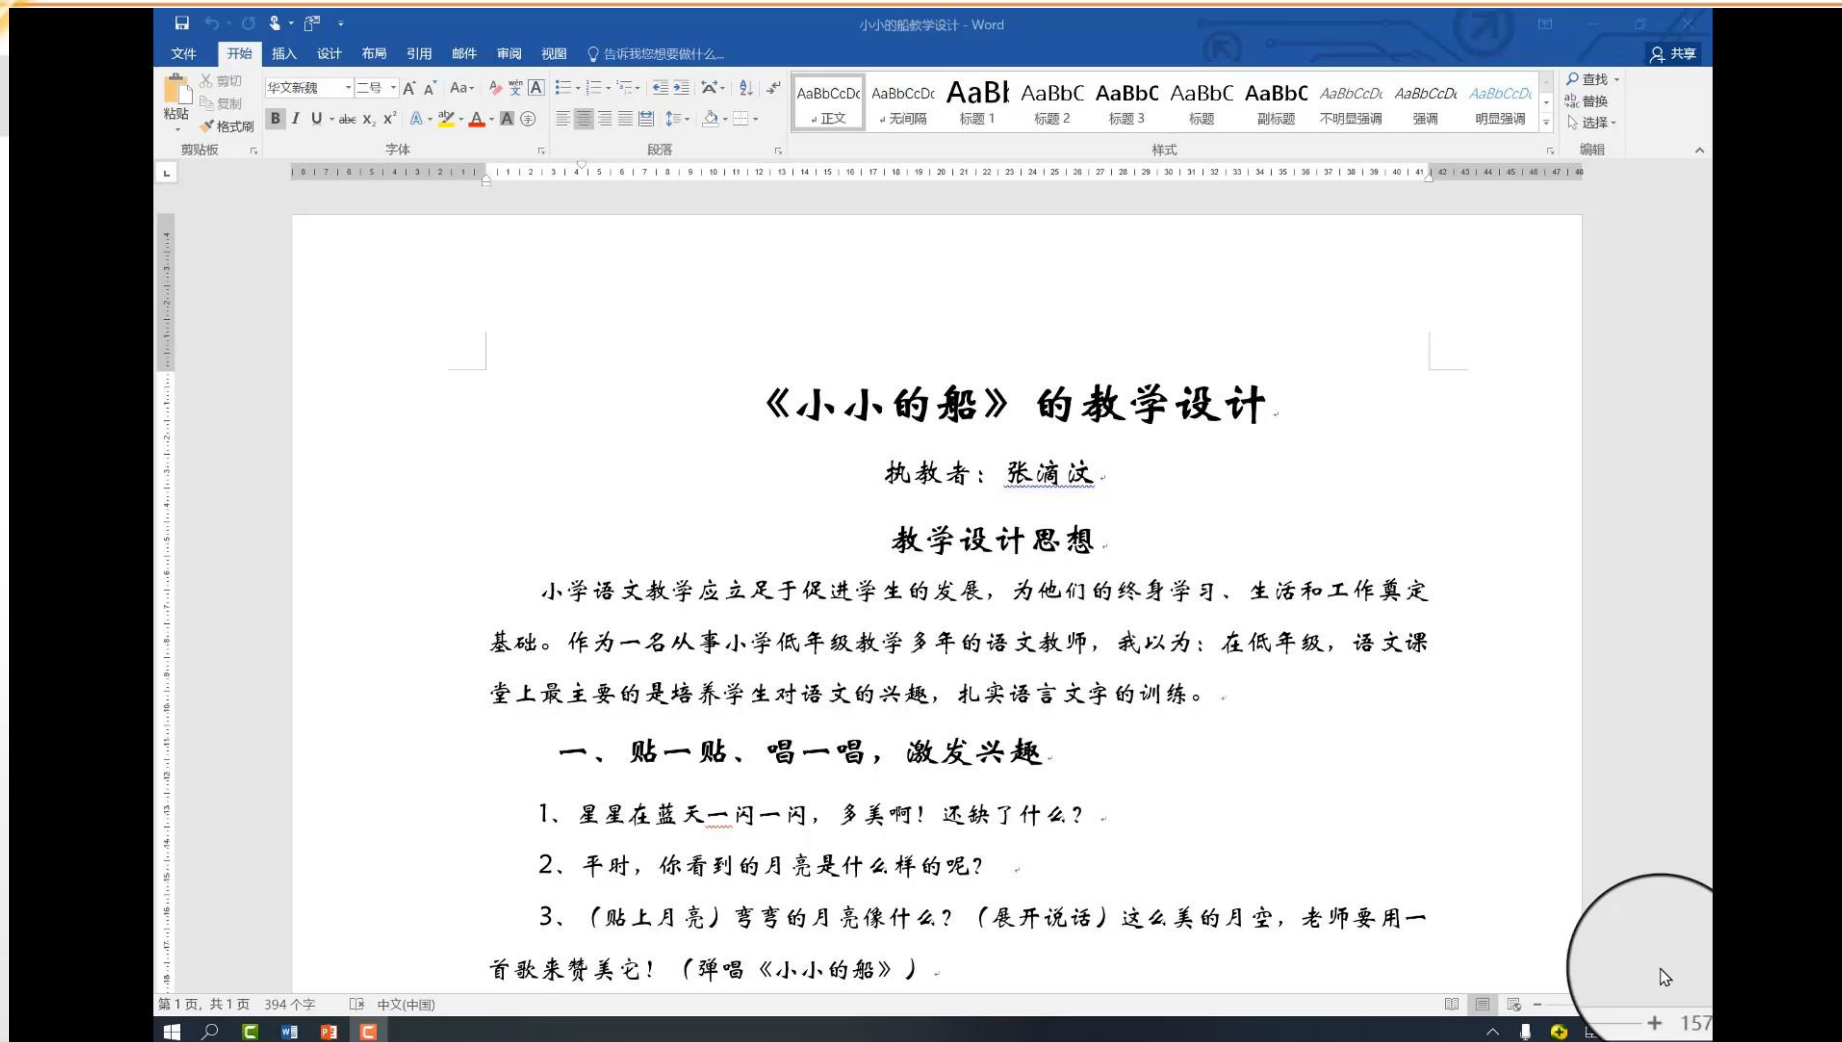 小小的船教学设计 - Word
文件 开始 插入 设计 布局 引用 邮件 审阅 视图 告诉我您想要做什么... 共享
粘贴 剪切 复制 格式刷
华文新魏 二号
AaBbCcDc AaBbCcDc AaBl AaBbC AaBbC AaBbC AaBbC AaBbCcDc AaBbCcDc AaBbCcDc
正文 无间隔 标题 1 标题 2 标题 3 标题 副标题 不明显强调 强调 明显强调
查找
替换
选择
剪贴板 字体 段落 样式 编辑
《小小的船》的教学设计
执教者：张滴汶
教学设计思想
小学语文教学应立足于促进学生的发展，为他们的终身学习、生活和工作奠定
基础。作为一名从事小学低年级教学多年的语文教师，我以为：在低年级，语文课
堂上最主要的是培养学生对语文的兴趣，扎实语言文字的训练。
一、贴一贴、唱一唱，激发兴趣
1、星星在蓝天一闪一闪，多美啊！还缺了什么？
2、平时，你看到的月亮是什么样的呢？
3、（贴上月亮）弯弯的月亮像什么？（展开说话）这么美的月空，老师要用一
首歌来赞美它！（弹唱《小小的船》）
第 1 页，共 1 页 394 个字 中文(中国)
157